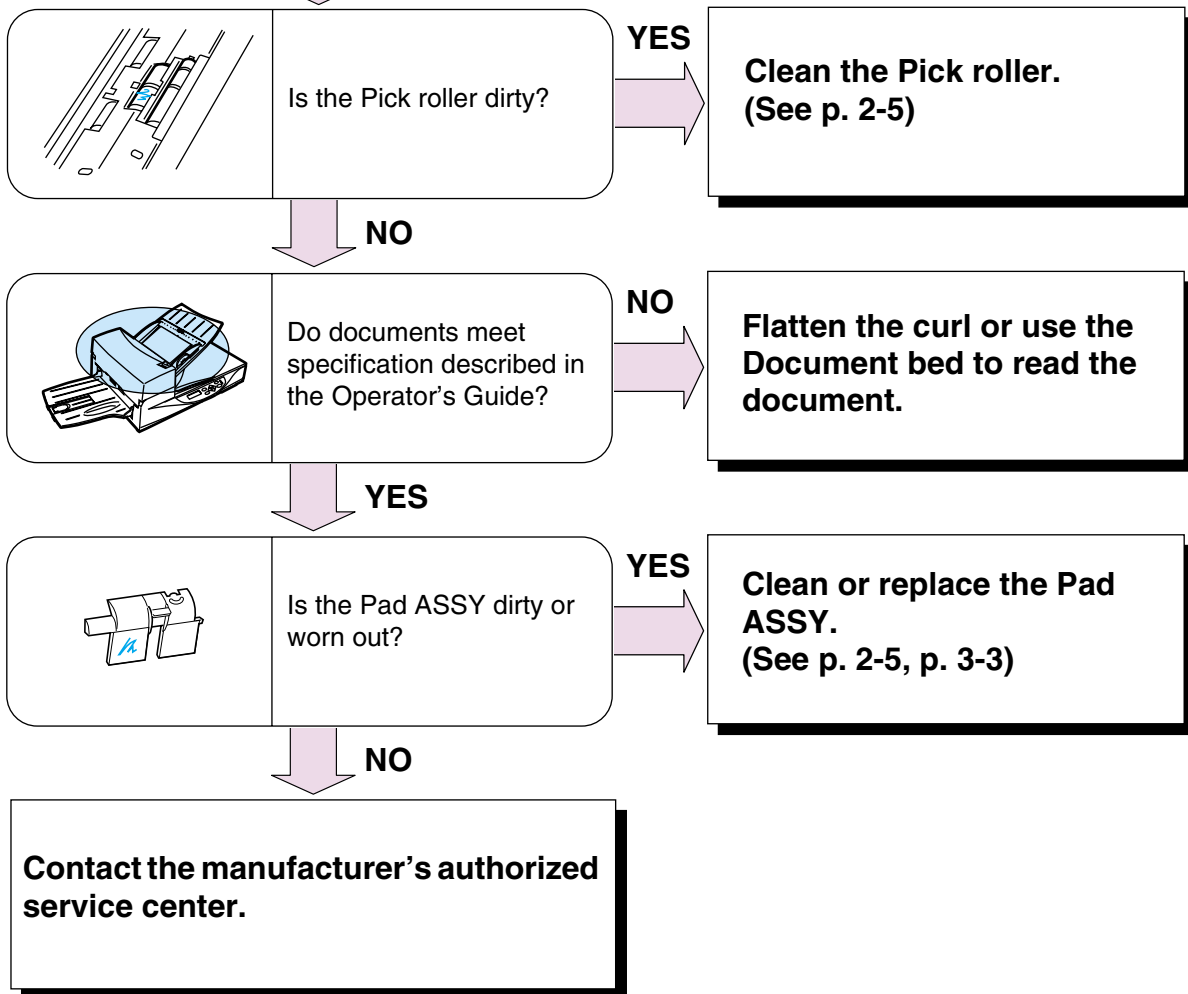 Is the Pick roller dirty?
YES
Clean the Pick roller.
(See p. 2-5)
NO
Do documents meet
specification described in
the Operator’s Guide?
NO
Flatten the curl or use the
Document bed to read the
document.
YES
Is the Pad ASSY dirty or
worn out?
YES
Clean or replace the Pad
ASSY.
(See p. 2-5, p. 3-3)
NO
Contact the manufacturer’s authorized
service center.